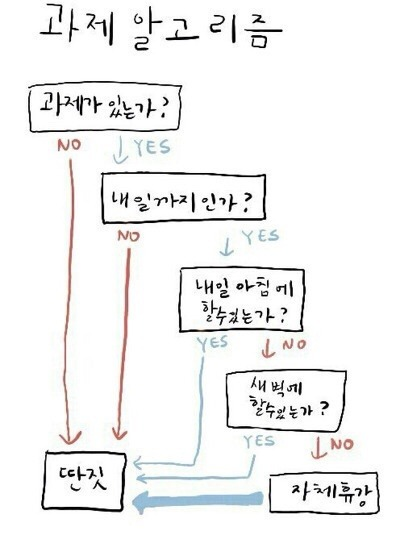 과제 알고리즘
과제가 있는가?
NO
YES
내일까지인가?
NO
YES
내일 아침에
할수있는가?
YES
NO
새벽에
할수있는가?
YES
NO
딴짓
자체휴강